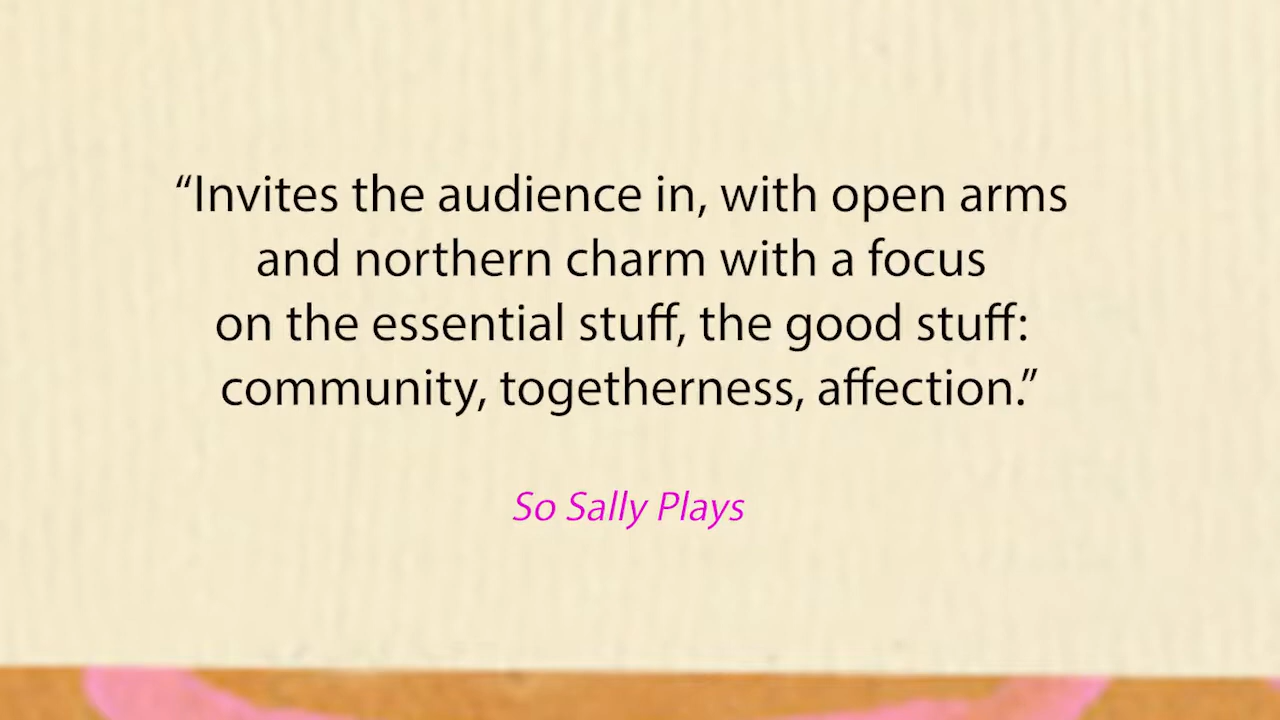 “Invites the audience in, with open arms
and northern charm with a focus
on the essential stuff, the good stuff:
community, togetherness, affection.”
So Sally Plays